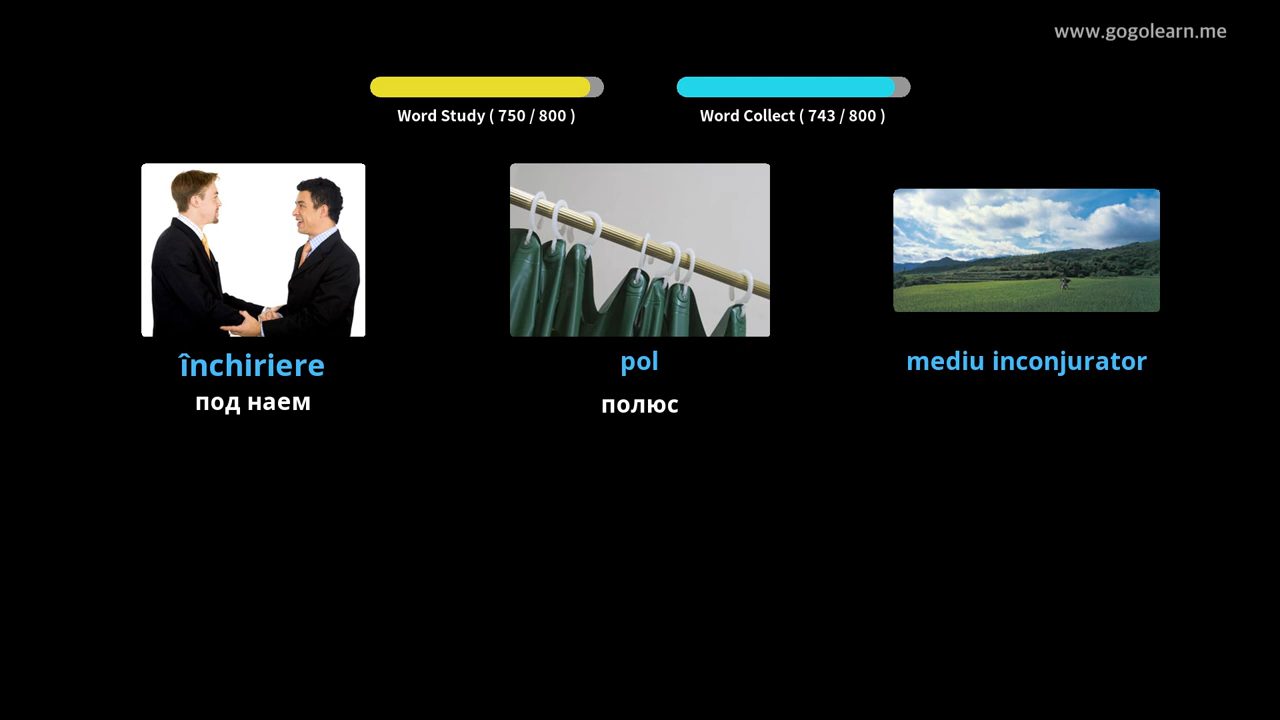 www.gogolearn.me
Word Study ( 750 / 800 )
Word Collect ( 743 / 800 )
închiriere
под наем
pol
полюс
mediu inconjurator